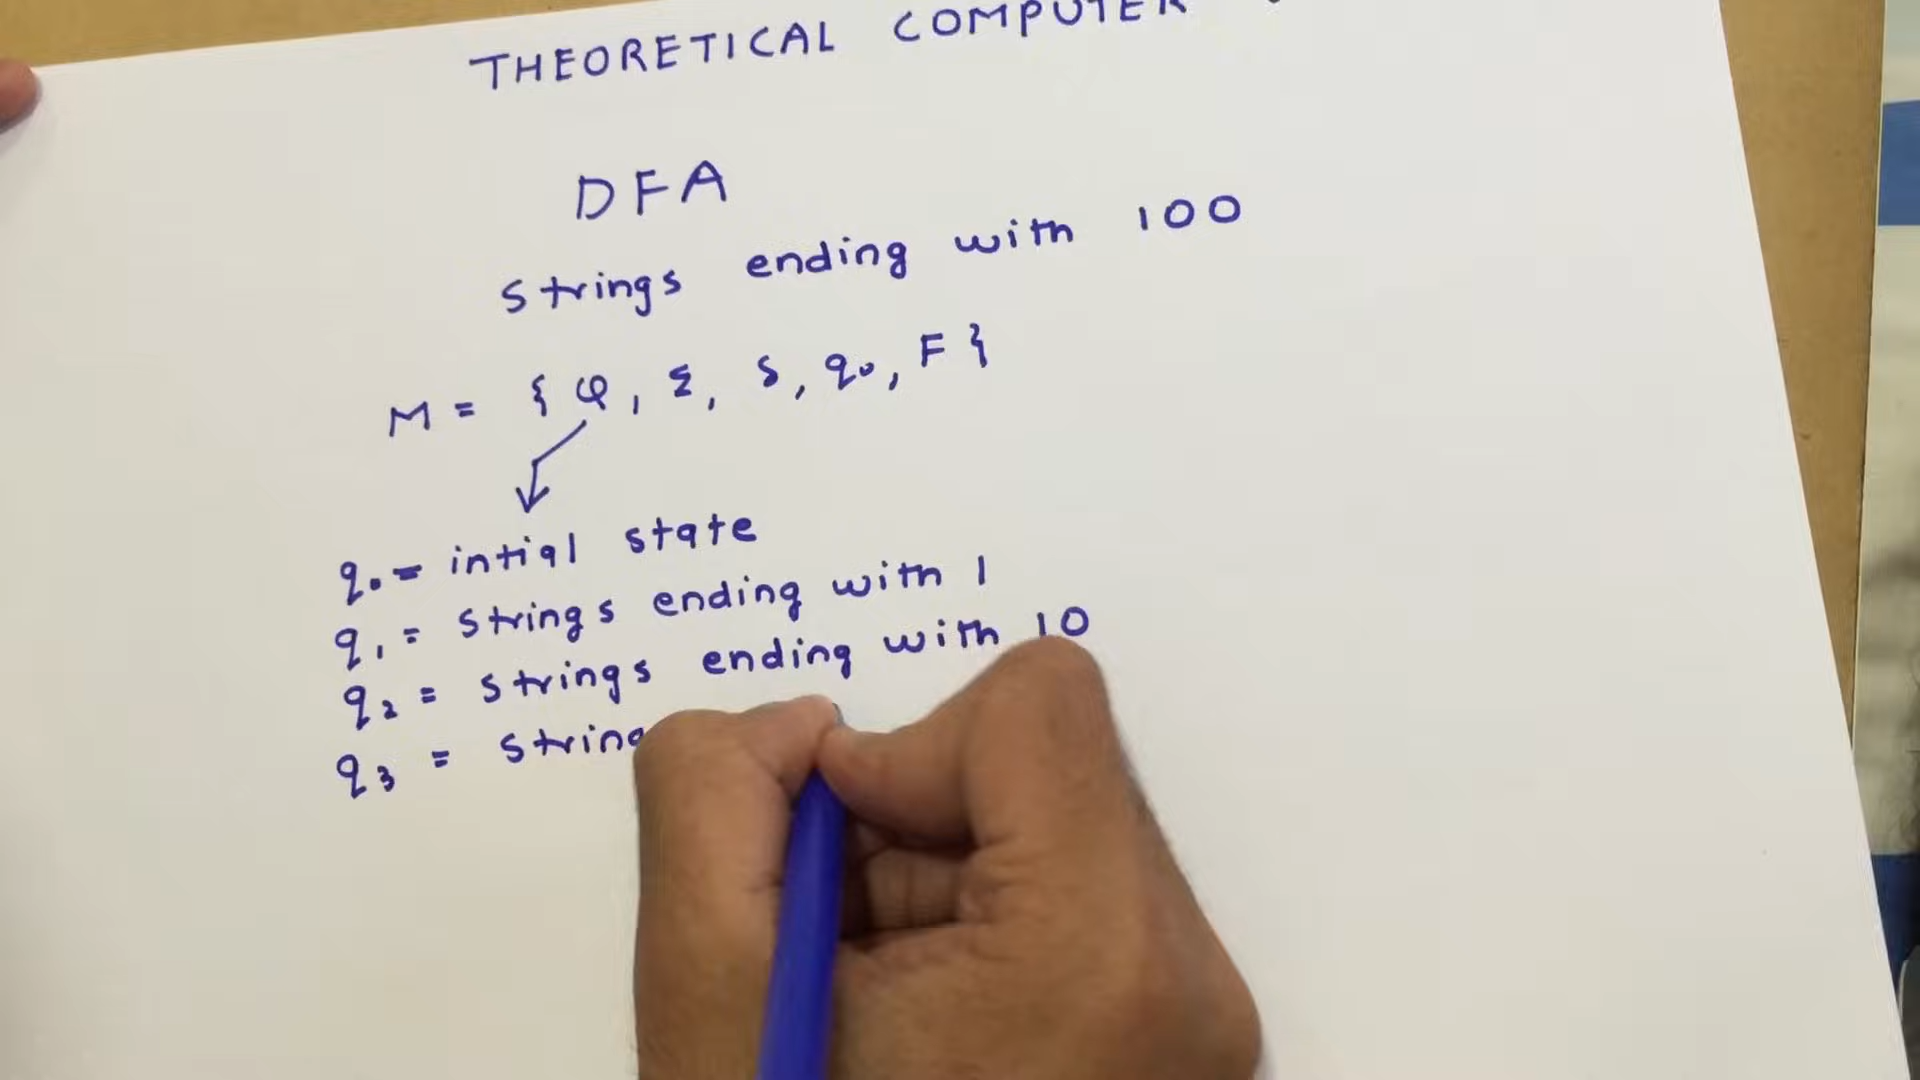 THEORETICAL COMPUTER
DFA
strings ending with 100
M = { φ, Σ, δ, q0, F }
q0 = intial state
q1 = strings ending with 1
q2 = strings ending with 10
q3 =